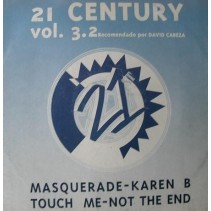 21 CENTURY
vol. 3.2 Recomendado por DAVID CABEZA
21
MASQUERADE-KAREN B
TOUCH ME-NOT THE END